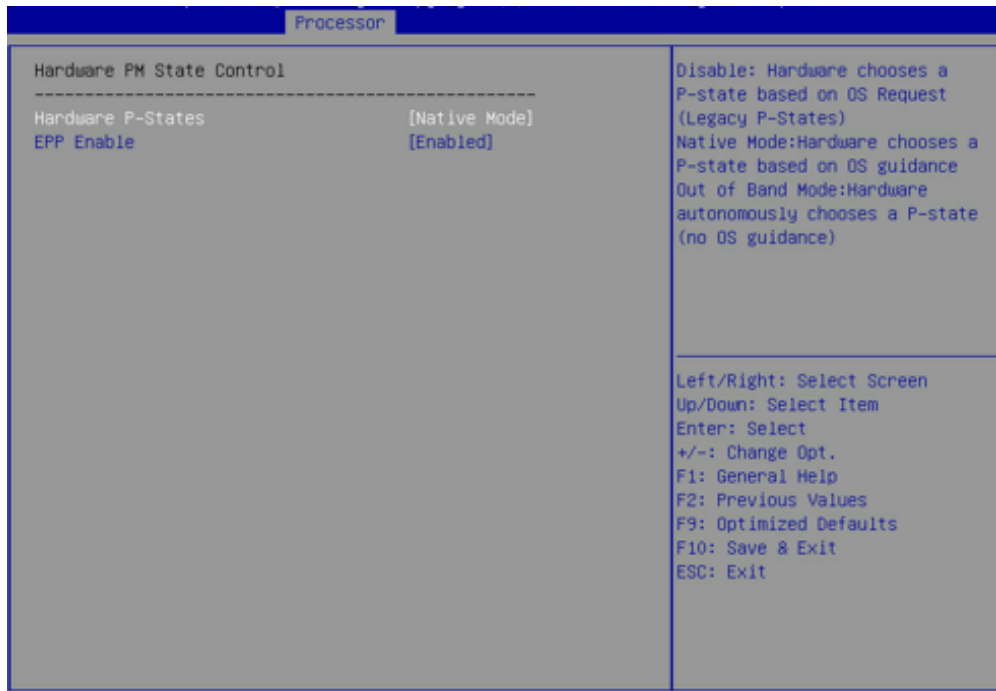 Processor
Hardware PM State Control
--------------------------------------------------
Hardware P-States [Native Mode]
EPP Enable [Enabled]
Disable: Hardware chooses a
P-state based on OS Request
(Legacy P-States)
Native Mode:Hardware chooses a
P-state based on OS guidance
Out of Band Mode:Hardware
autonomously chooses a P-state
(no OS guidance)
Left/Right: Select Screen
Up/Down: Select Item
Enter: Select
+/-: Change Opt.
F1: General Help
F2: Previous Values
F9: Optimized Defaults
F10: Save & Exit
ESC: Exit